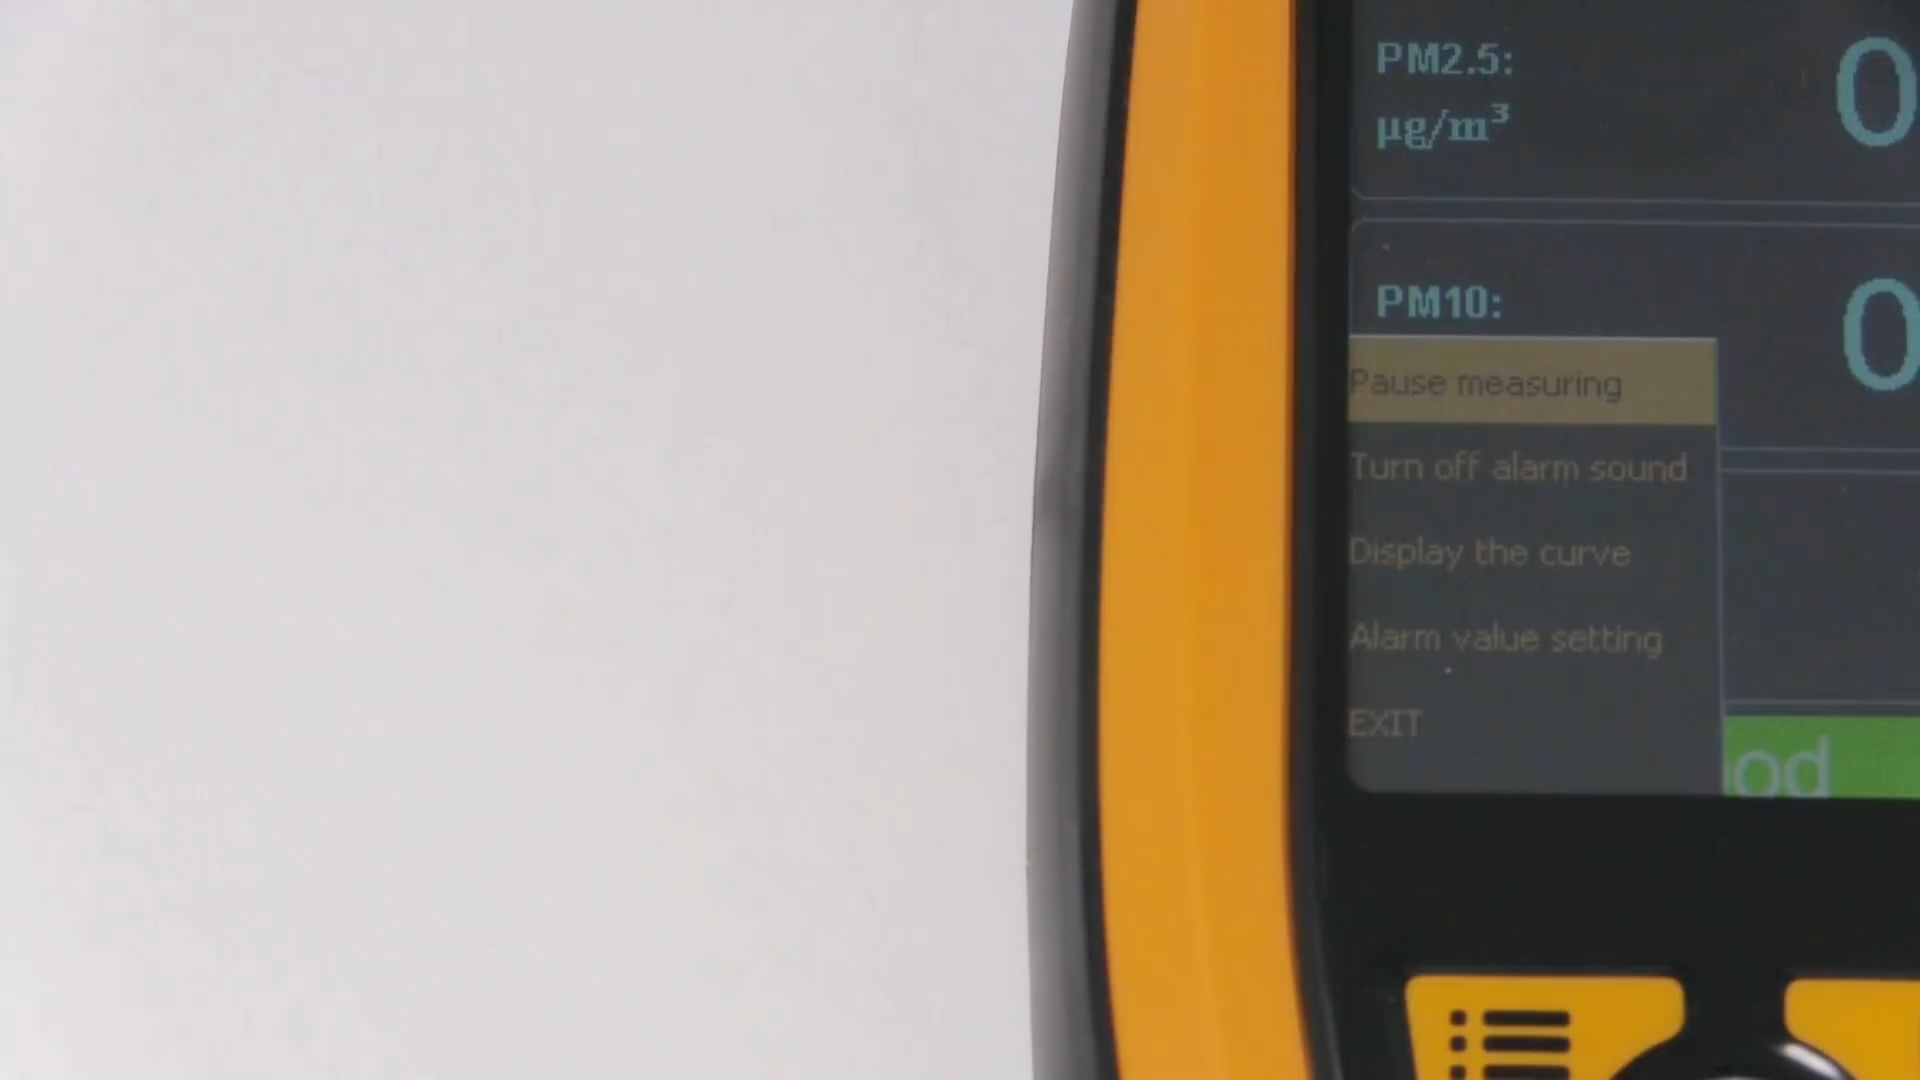 PM2.5: 0
µg/m³
PM10: 0
Pause measuring
Turn off alarm sound
Display the curve
Alarm value setting
EXIT
od